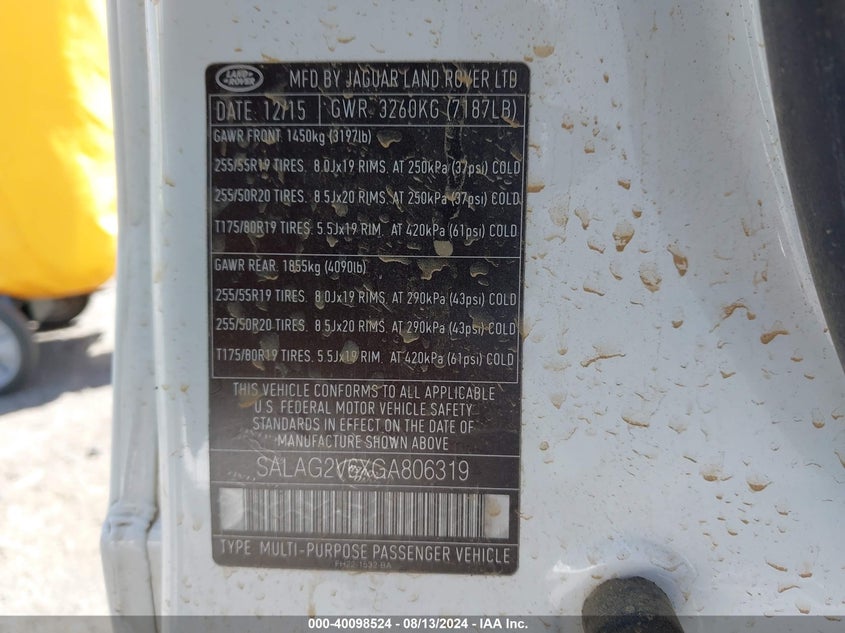 LAND ROVER
MFD BY JAGUAR LAND ROVER LTD
DATE. 12/15 GWR. 3260KG (7187LB)
GAWR FRONT. 1450kg (3197lb)
255/55R19 TIRES. 8.0Jx19 RIMS. AT 250kPa (37psi) COLD
255/50R20 TIRES. 8.5Jx20 RIMS. AT 250kPa (37psi) COLD
T175/80R19 TIRES. 5.5Jx19 RIM. AT 420kPa (61psi) COLD
GAWR REAR. 1855kg (4090lb)
255/55R19 TIRES. 8.0Jx19 RIMS. AT 290kPa (43psi) COLD
255/50R20 TIRES. 8.5Jx20 RIMS. AT 290kPa (43psi) COLD
T175/80R19 TIRES. 5.5Jx19 RIM. AT 420kPa (61psi) COLD
THIS VEHICLE CONFORMS TO ALL APPLICABLE
U.S. FEDERAL MOTOR VEHICLE SAFETY
STANDARDS IN EFFECT ON THE DATE OF
MANUFACTURE SHOWN ABOVE
SALAG2V6XGA806319
TYPE: MULTI-PURPOSE PASSENGER VEHICLE
FH22-1532-BA
000-40098524 - 08/13/2024 - IAA Inc.